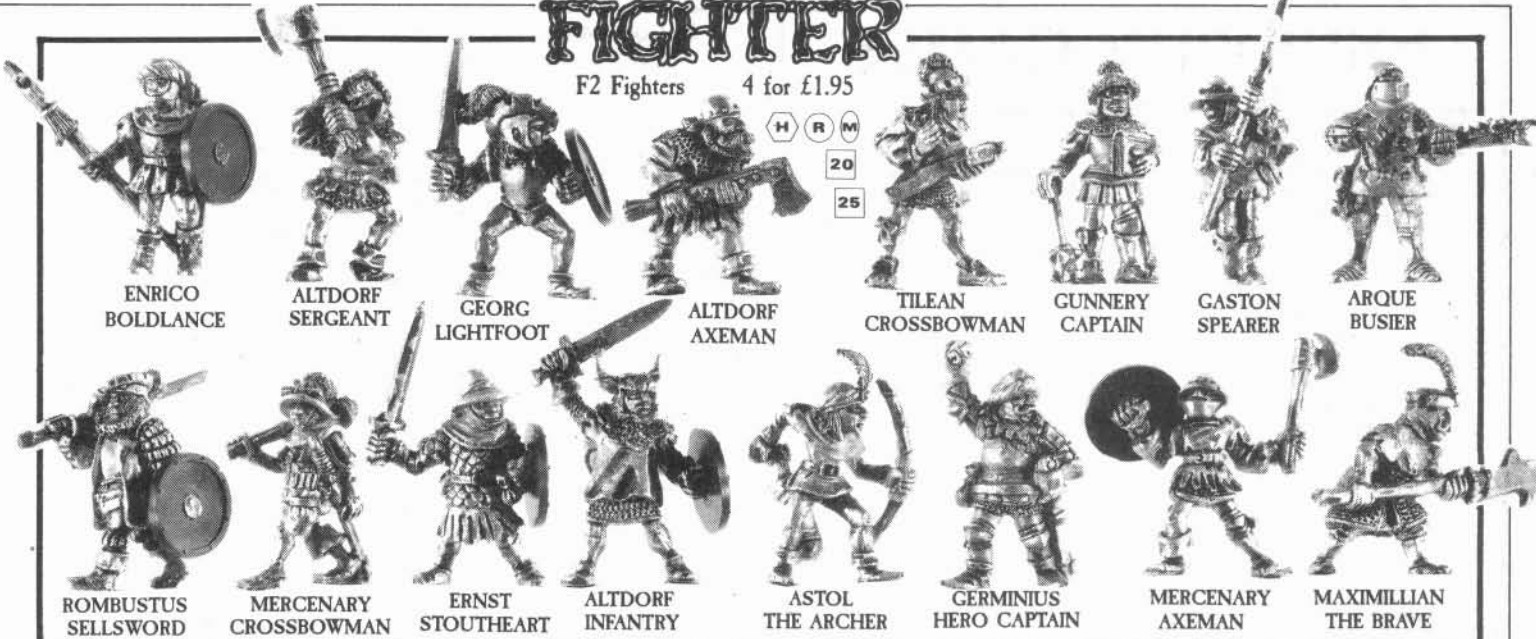 FIGHTER
F2 Fighters 4 for £1.95
H R M
20
25
ENRICO
BOLDLANCE
ALTDORF
SERGEANT
GEORG
LIGHTFOOT
ALTDORF
AXEMAN
TILEAN
CROSSBOWMAN
GUNNERY
CAPTAIN
GASTON
SPEARER
ARQUE
BUSIER
ROMBUSTUS
SELLSWORD
MERCENARY
CROSSBOWMAN
ERNST
STOUTHEART
ALTDORF
INFANTRY
ASTOL
THE ARCHER
GERMINIUS
HERO CAPTAIN
MERCENARY
AXEMAN
MAXIMILLIAN
THE BRAVE